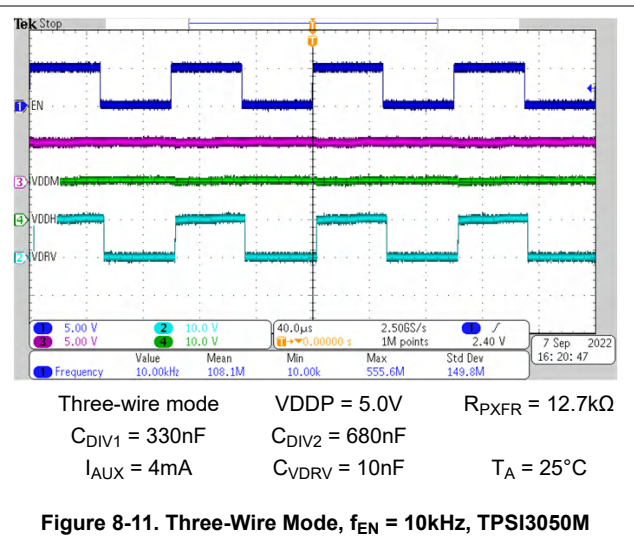 Tek Stop
T
T
1 EN
3 VDDM
4 VDDH
2 VDRV
1 5.00 V 2 10.0 V 40.0µs 2.50GS/s 1 2.40 V
3 5.00 V 4 10.0 V T→▼0.00000 s 1M points
7 Sep 2022
16:20:47
Value Mean Min Max Std Dev
1 Frequency 10.00kHz 108.1M 10.00k 555.6M 149.8M
Three-wire mode VDDP = 5.0V RPXFR = 12.7kΩ
CDIV1 = 330nF CDIV2 = 680nF
IAUX = 4mA CVDRV = 10nF TA = 25°C
Figure 8-11. Three-Wire Mode, fEN = 10kHz, TPSI3050M